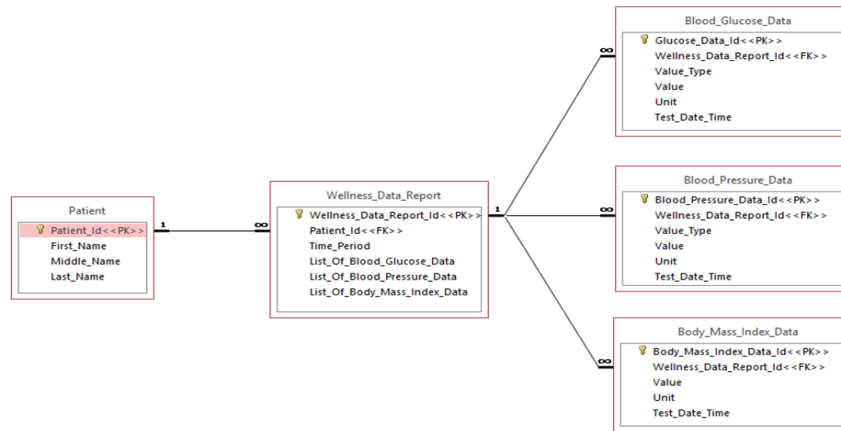 Patient
Patient_Id<<PK>>
First_Name
Middle_Name
Last_Name
1
∞
Wellness_Data_Report
Wellness_Data_Report_Id<<PK>>
Patient_Id<<FK>>
Time_Period
List_Of_Blood_Glucose_Data
List_Of_Blood_Pressure_Data
List_Of_Body_Mass_Index_Data
1
∞
Blood_Glucose_Data
Glucose_Data_Id<<PK>>
Wellness_Data_Report_Id<<FK>>
Value_Type
Value
Unit
Test_Date_Time
∞
Blood_Pressure_Data
Blood_Pressure_Data_Id<<PK>>
Wellness_Data_Report_Id<<FK>>
Value_Type
Value
Unit
Test_Date_Time
∞
Body_Mass_Index_Data
Body_Mass_Index_Data_Id<<PK>>
Wellness_Data_Report_Id<<FK>>
Value
Unit
Test_Date_Time